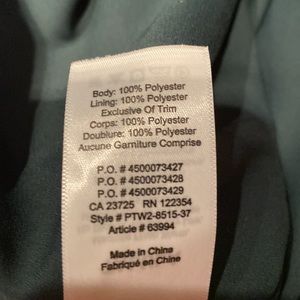 Body: 100% Polyester
Lining: 100% Polyester
Exclusive Of Trim
Corps: 100% Polyester
Doublure: 100% Polyester
Aucune Garniture Comprise
P.O. # 4500073427
P.O. # 4500073428
P.O. # 4500073429
CA 23725 RN 122354
Style # PTW2-8515-37
Article # 63994
Made in China
Fabriqué en Chine